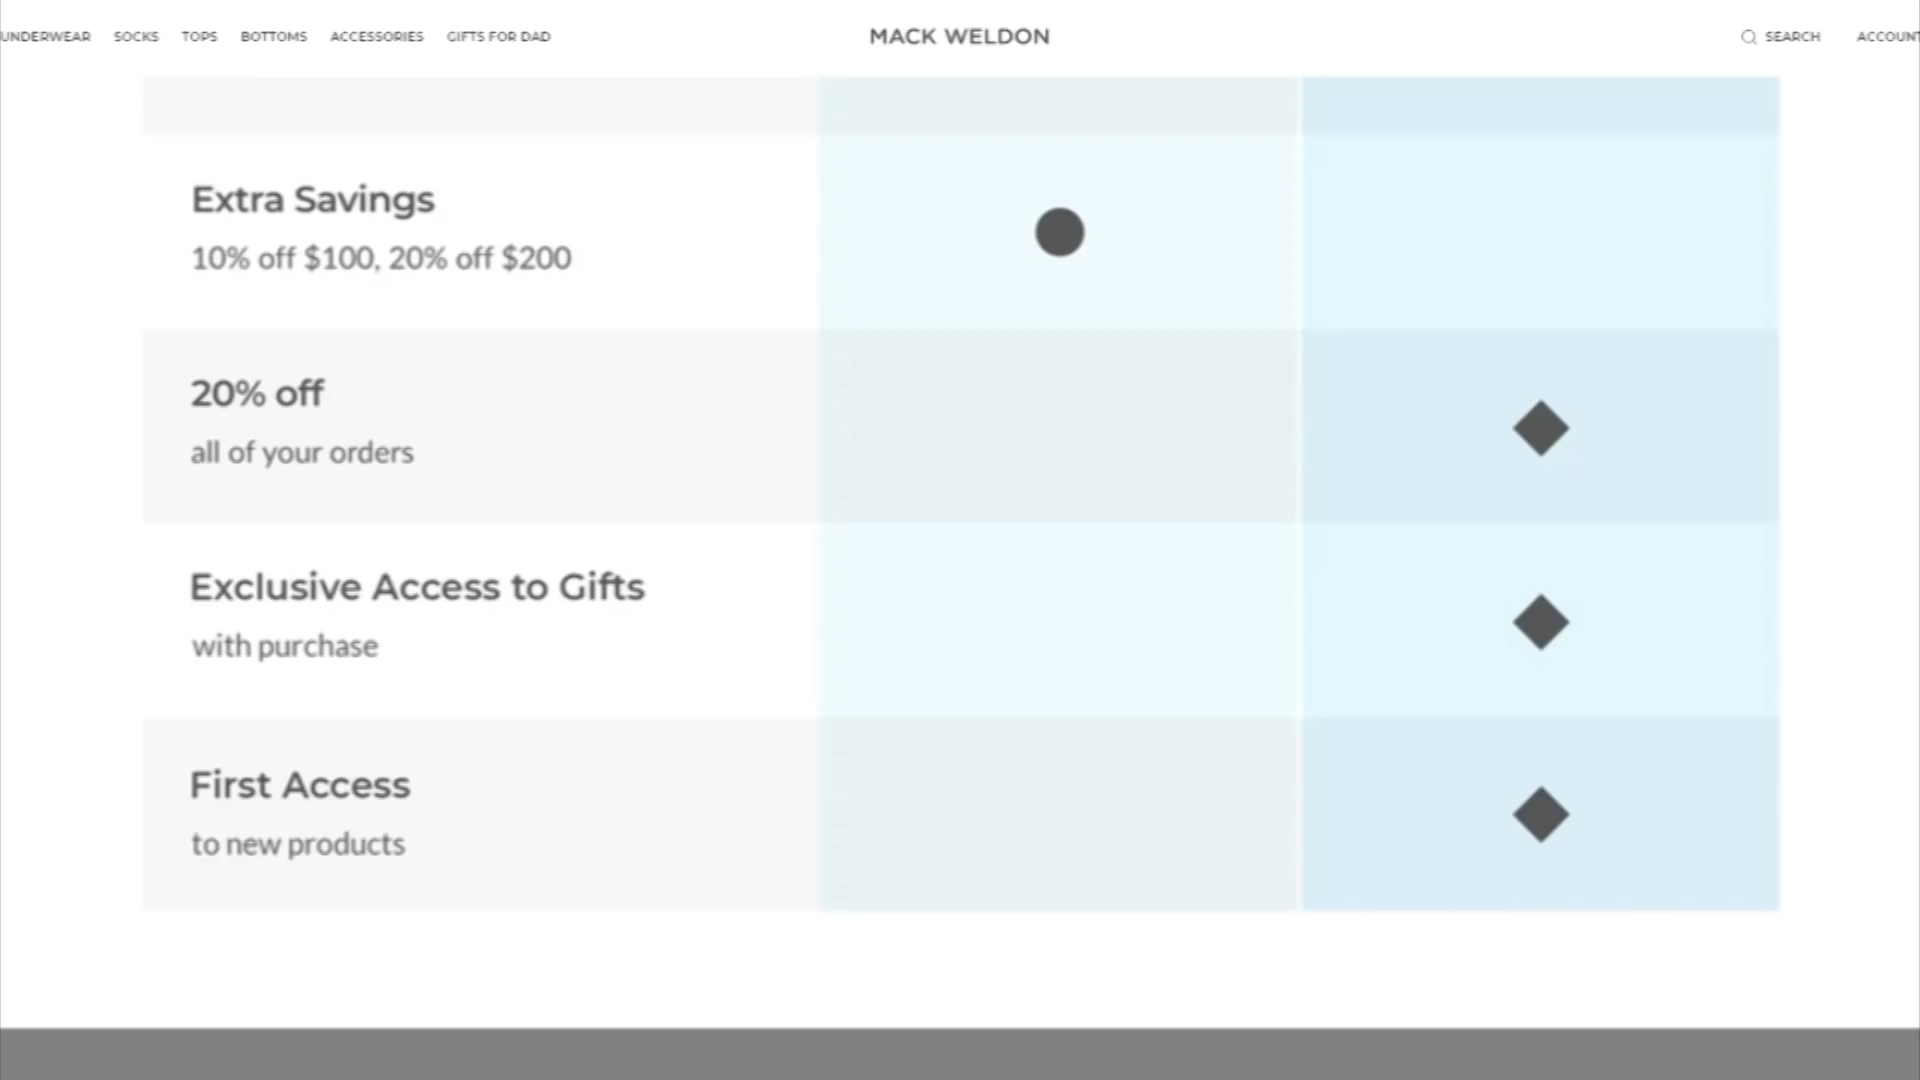 UNDERWEAR SOCKS TOPS BOTTOMS ACCESSORIES GIFTS FOR DAD MACK WELDON SEARCH ACCOUNT
Extra Savings
10% off $100, 20% off $200
20% off
all of your orders
Exclusive Access to Gifts
with purchase
First Access
to new products